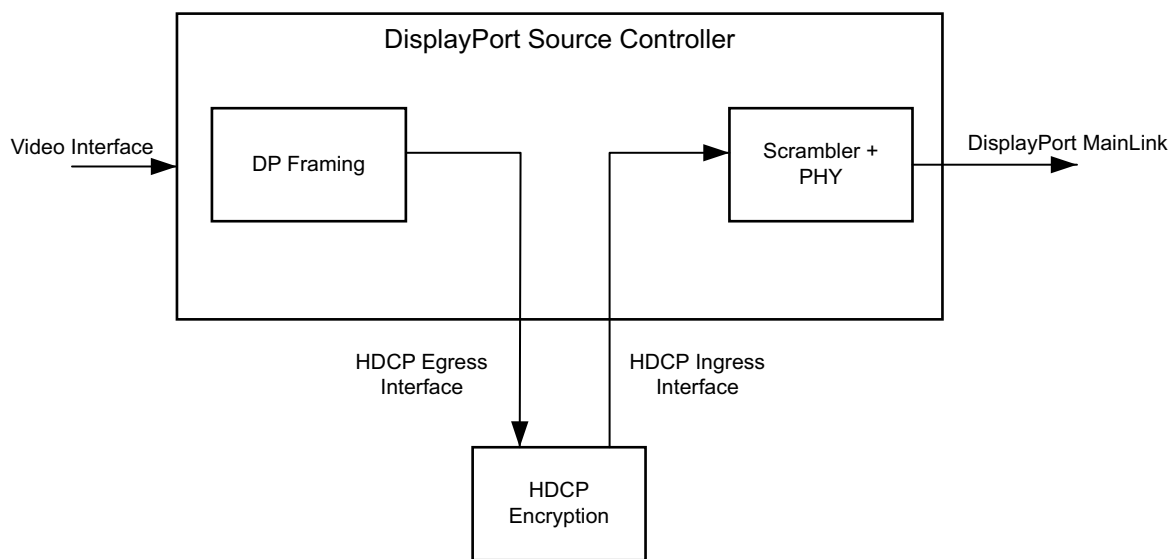 DisplayPort Source Controller
Video Interface
DP Framing
Scrambler +
PHY
DisplayPort MainLink
HDCP Egress
Interface
HDCP Ingress
Interface
HDCP
Encryption